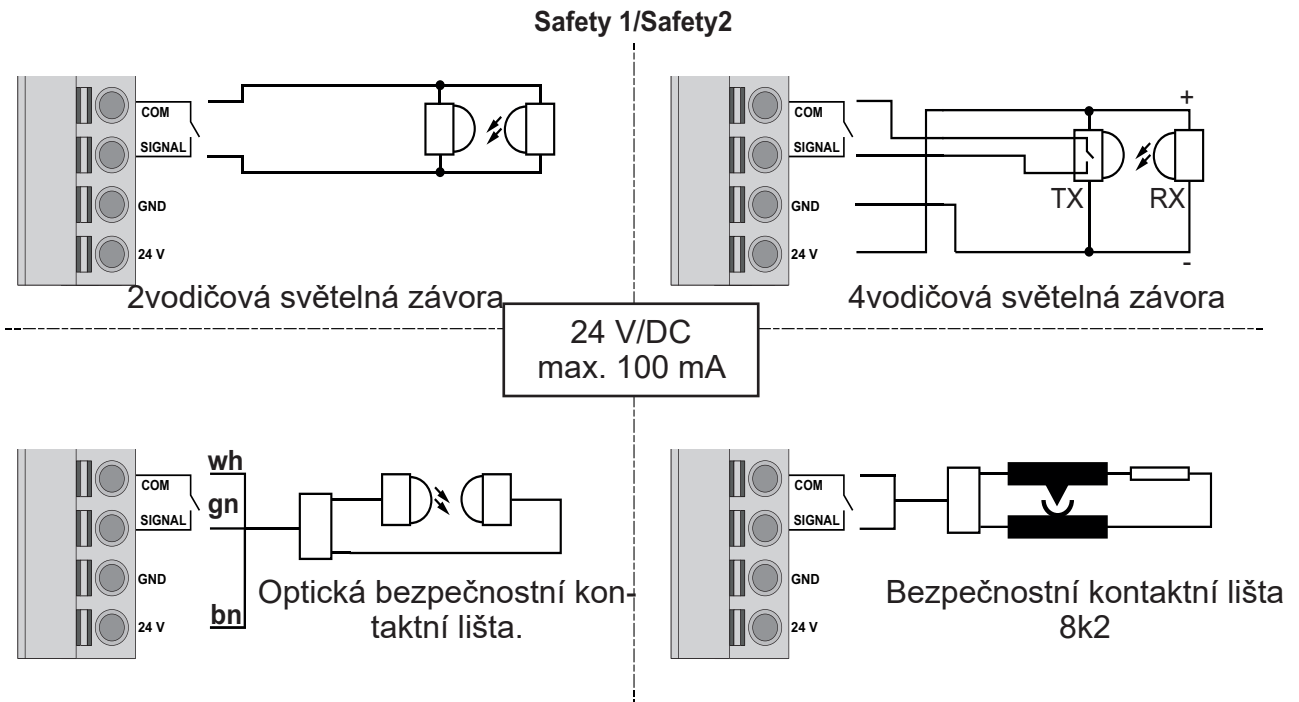 Safety 1/Safety2
COM
SIGNAL
GND
24 V
2vodičová světelná závora
COM
SIGNAL
GND
24 V
+
TX
RX
-
4vodičová světelná závora
24 V/DC
max. 100 mA
COM
SIGNAL
GND
24 V
wh
gn
bn
Optická bezpečnostní kon-
taktní lišta.
COM
SIGNAL
GND
24 V
Bezpečnostní kontaktní lišta
8k2